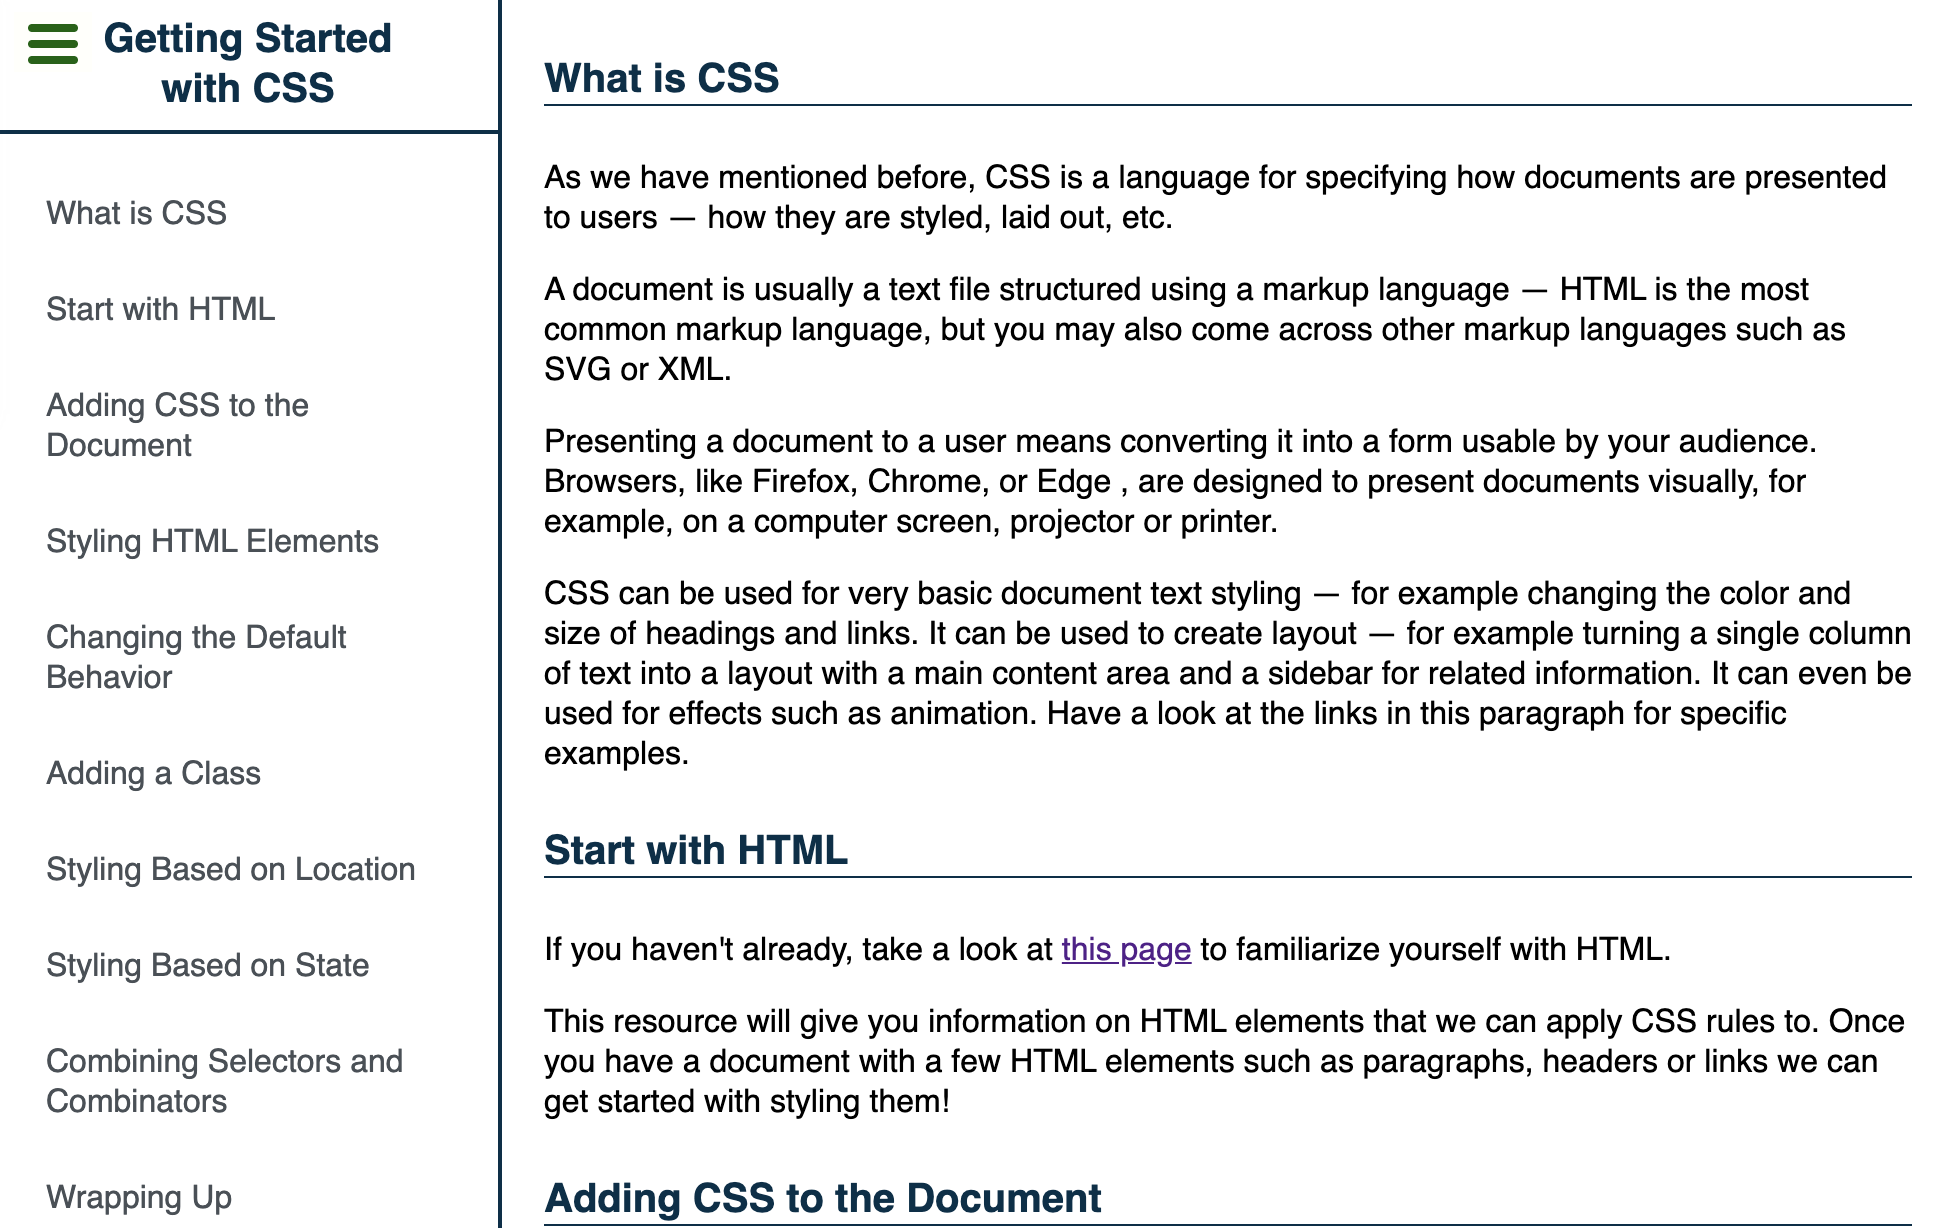 Getting Started
with CSS
What is CSS
Start with HTML
Adding CSS to the
Document
Styling HTML Elements
Changing the Default
Behavior
Adding a Class
Styling Based on Location
Styling Based on State
Combining Selectors and
Combinators
Wrapping Up
What is CSS
As we have mentioned before, CSS is a language for specifying how documents are presented
to users — how they are styled, laid out, etc.
A document is usually a text file structured using a markup language — HTML is the most
common markup language, but you may also come across other markup languages such as
SVG or XML.
Presenting a document to a user means converting it into a form usable by your audience.
Browsers, like Firefox, Chrome, or Edge , are designed to present documents visually, for
example, on a computer screen, projector or printer.
CSS can be used for very basic document text styling — for example changing the color and
size of headings and links. It can be used to create layout — for example turning a single column
of text into a layout with a main content area and a sidebar for related information. It can even be
used for effects such as animation. Have a look at the links in this paragraph for specific
examples.
Start with HTML
If you haven't already, take a look at this page to familiarize yourself with HTML.
This resource will give you information on HTML elements that we can apply CSS rules to. Once
you have a document with a few HTML elements such as paragraphs, headers or links we can
get started with styling them!
Adding CSS to the Document